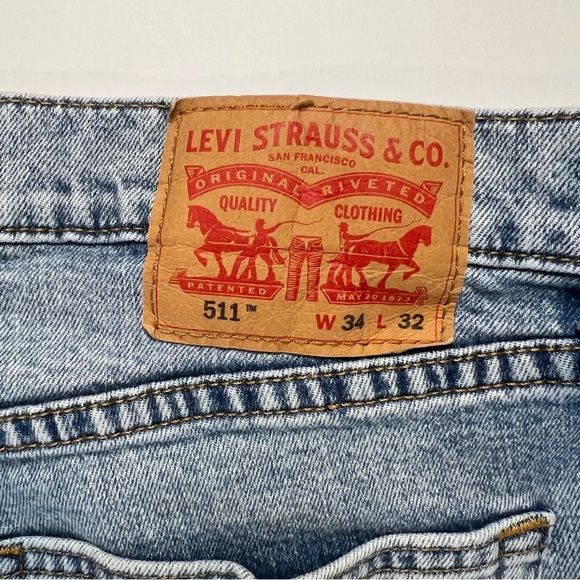 LEVI STRAUSS & CO.
SAN FRANCISCO
CAL.
ORIGINAL RIVETED
QUALITY CLOTHING
PATENTED MAY 20 1873
511™ W 34 L 32